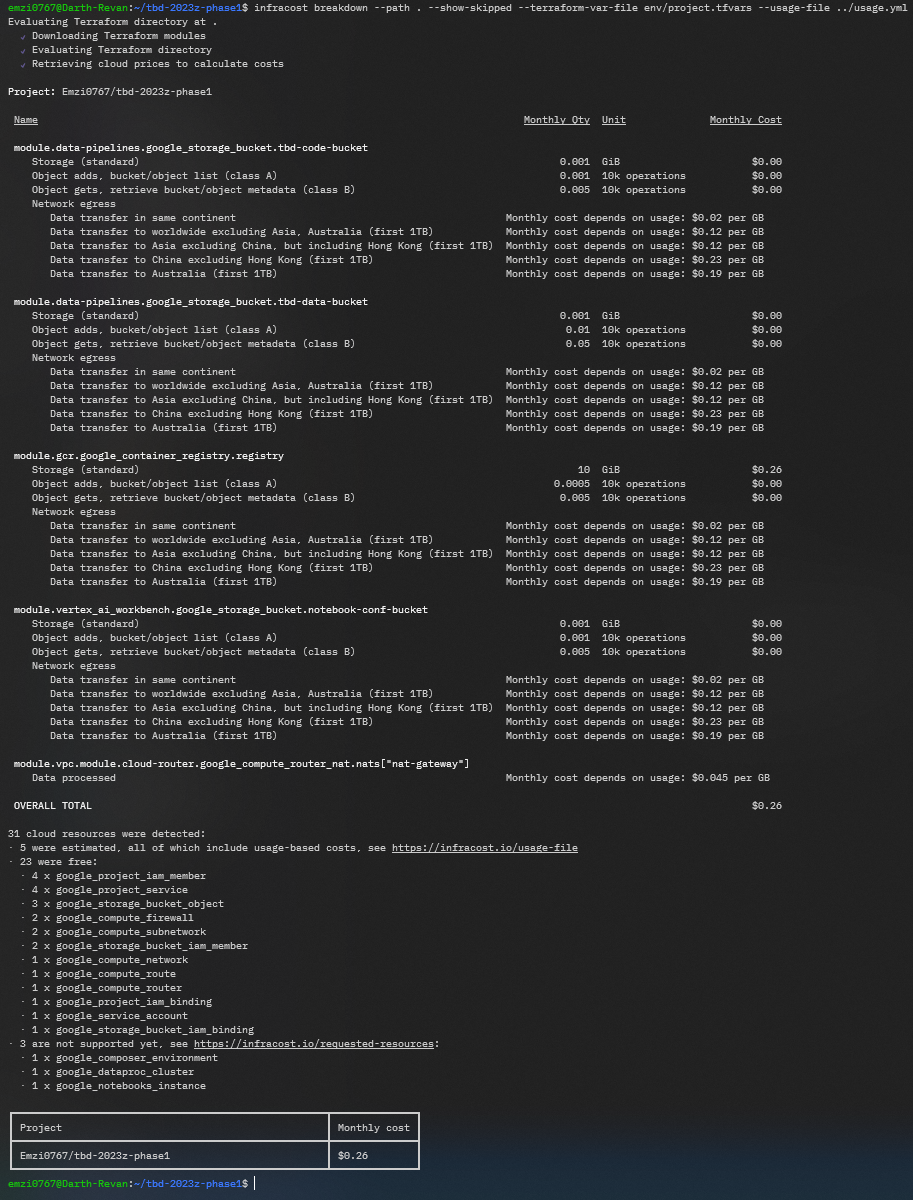 emzi0767@Darth-Revan:~/tbd-2023z-phase1$ infracost breakdown --path . --show-skipped --terraform-var-file env/project.tfvars --usage-file ../usage.yml
Evaluating Terraform directory at .
✓ Downloading Terraform modules
✓ Evaluating Terraform directory
✓ Retrieving cloud prices to calculate costs
Project: Emzi0767/tbd-2023z-phase1
Name Monthly Qty Unit Monthly Cost
module.data-pipelines.google_storage_bucket.tbd-code-bucket
Storage (standard) 0.001 GiB $0.00
Object adds, bucket/object list (class A) 0.001 10k operations $0.00
Object gets, retrieve bucket/object metadata (class B) 0.005 10k operations $0.00
Network egress
Data transfer in same continent Monthly cost depends on usage: $0.02 per GB
Data transfer to worldwide excluding Asia, Australia (first 1TB) Monthly cost depends on usage: $0.12 per GB
Data transfer to Asia excluding China, but including Hong Kong (first 1TB) Monthly cost depends on usage: $0.12 per GB
Data transfer to China excluding Hong Kong (first 1TB) Monthly cost depends on usage: $0.23 per GB
Data transfer to Australia (first 1TB) Monthly cost depends on usage: $0.19 per GB
module.data-pipelines.google_storage_bucket.tbd-data-bucket
Storage (standard) 0.001 GiB $0.00
Object adds, bucket/object list (class A) 0.01 10k operations $0.00
Object gets, retrieve bucket/object metadata (class B) 0.05 10k operations $0.00
Network egress
Data transfer in same continent Monthly cost depends on usage: $0.02 per GB
Data transfer to worldwide excluding Asia, Australia (first 1TB) Monthly cost depends on usage: $0.12 per GB
Data transfer to Asia excluding China, but including Hong Kong (first 1TB) Monthly cost depends on usage: $0.12 per GB
Data transfer to China excluding Hong Kong (first 1TB) Monthly cost depends on usage: $0.23 per GB
Data transfer to Australia (first 1TB) Monthly cost depends on usage: $0.19 per GB
module.gcr.google_container_registry.registry
Storage (standard) 10 GiB $0.26
Object adds, bucket/object list (class A) 0.0005 10k operations $0.00
Object gets, retrieve bucket/object metadata (class B) 0.005 10k operations $0.00
Network egress
Data transfer in same continent Monthly cost depends on usage: $0.02 per GB
Data transfer to worldwide excluding Asia, Australia (first 1TB) Monthly cost depends on usage: $0.12 per GB
Data transfer to Asia excluding China, but including Hong Kong (first 1TB) Monthly cost depends on usage: $0.12 per GB
Data transfer to China excluding Hong Kong (first 1TB) Monthly cost depends on usage: $0.23 per GB
Data transfer to Australia (first 1TB) Monthly cost depends on usage: $0.19 per GB
module.vertex_ai_workbench.google_storage_bucket.notebook-conf-bucket
Storage (standard) 0.001 GiB $0.00
Object adds, bucket/object list (class A) 0.001 10k operations $0.00
Object gets, retrieve bucket/object metadata (class B) 0.005 10k operations $0.00
Network egress
Data transfer in same continent Monthly cost depends on usage: $0.02 per GB
Data transfer to worldwide excluding Asia, Australia (first 1TB) Monthly cost depends on usage: $0.12 per GB
Data transfer to Asia excluding China, but including Hong Kong (first 1TB) Monthly cost depends on usage: $0.12 per GB
Data transfer to China excluding Hong Kong (first 1TB) Monthly cost depends on usage: $0.23 per GB
Data transfer to Australia (first 1TB) Monthly cost depends on usage: $0.19 per GB
module.vpc.module.cloud-router.google_compute_router_nat.nats["nat-gateway"]
Data processed Monthly cost depends on usage: $0.045 per GB
OVERALL TOTAL $0.26
31 cloud resources were detected:
∙ 5 were estimated, all of which include usage-based costs, see https://infracost.io/usage-file
∙ 23 were free:
∙ 4 x google_project_iam_member
∙ 4 x google_project_service
∙ 3 x google_storage_bucket_object
∙ 2 x google_compute_firewall
∙ 2 x google_compute_subnetwork
∙ 2 x google_storage_bucket_iam_member
∙ 1 x google_compute_network
∙ 1 x google_compute_route
∙ 1 x google_compute_router
∙ 1 x google_project_iam_binding
∙ 1 x google_service_account
∙ 1 x google_storage_bucket_iam_binding
∙ 3 are not supported yet, see https://infracost.io/requested-resources:
∙ 1 x google_composer_environment
∙ 1 x google_dataproc_cluster
∙ 1 x google_notebooks_instance
Project Monthly cost
Emzi0767/tbd-2023z-phase1 $0.26
emzi0767@Darth-Revan:~/tbd-2023z-phase1$